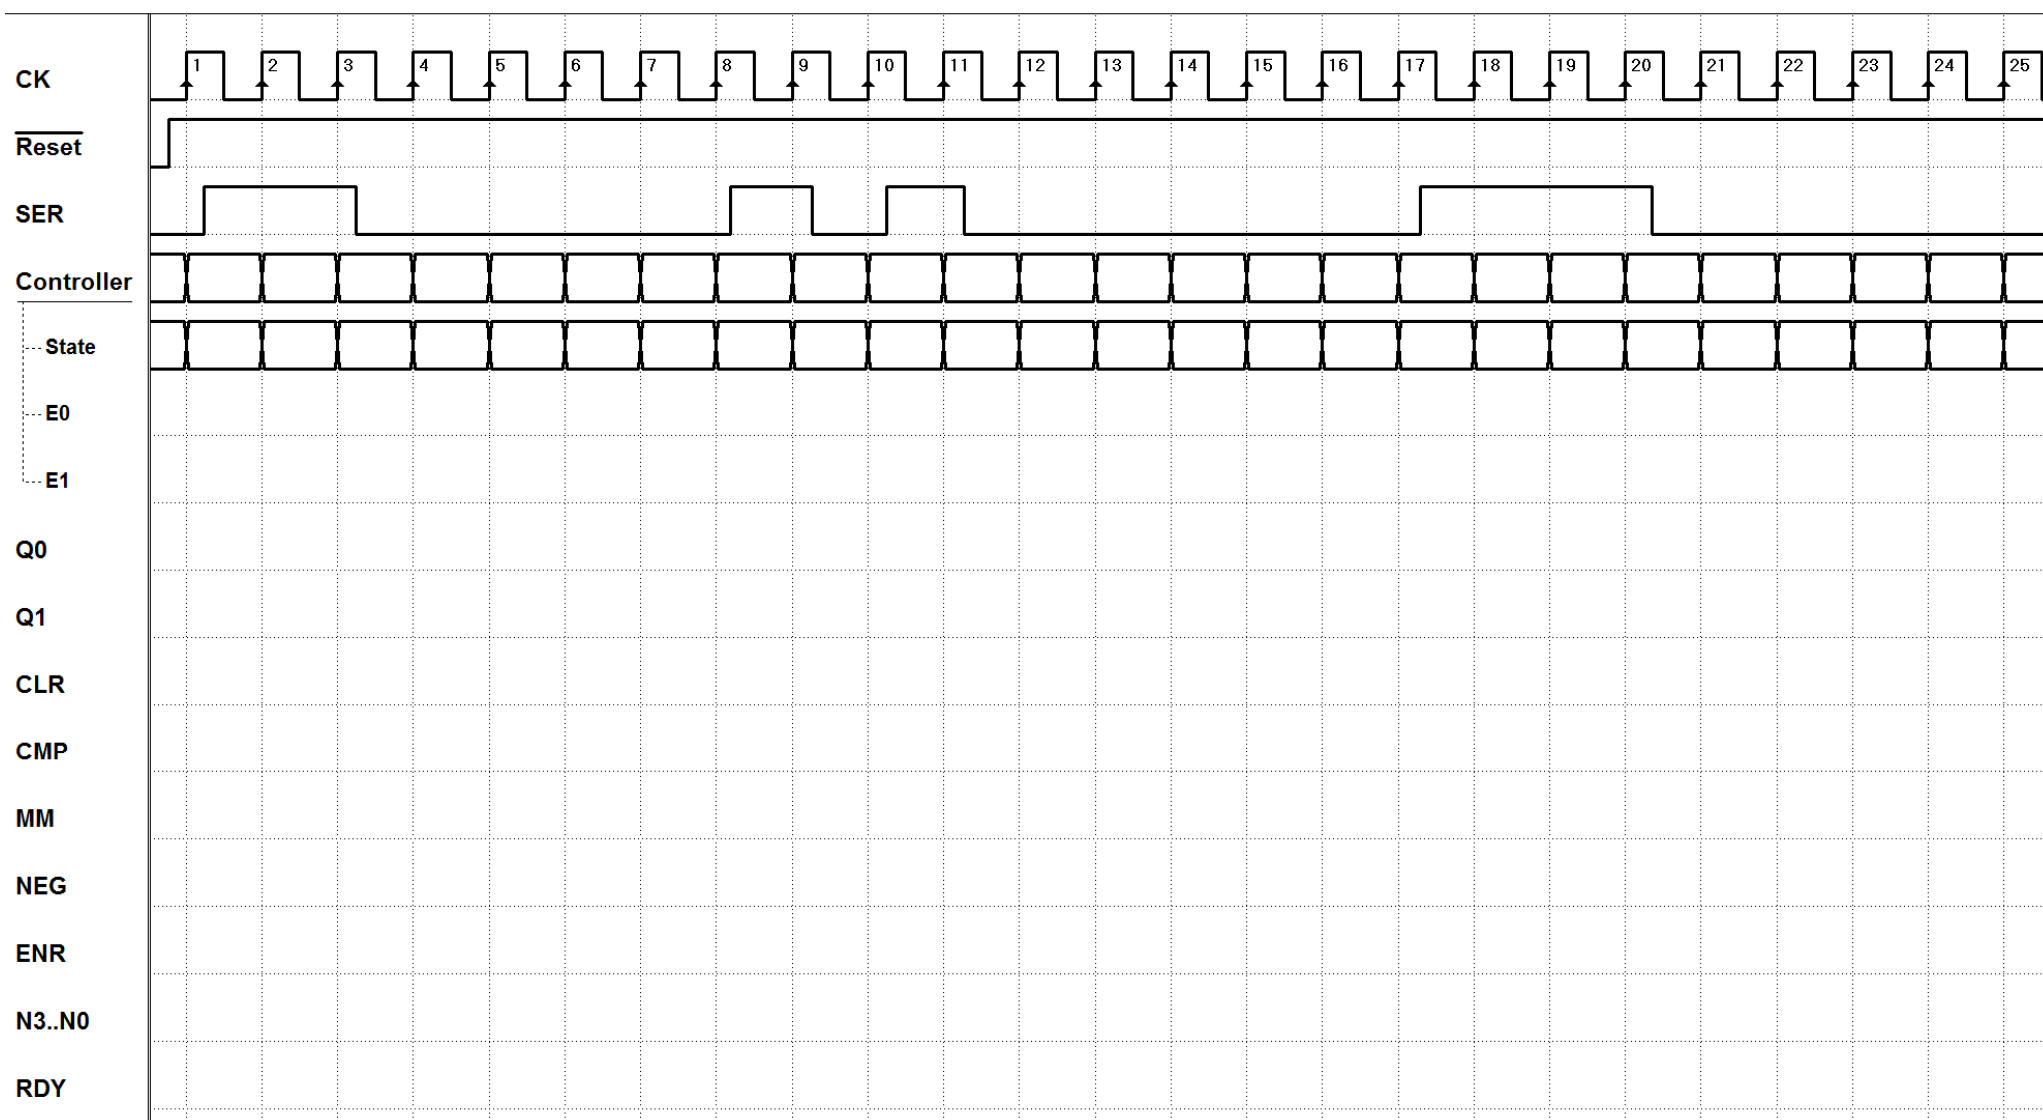 CK 1 2 3 4 5 6 7 8 9 10 11 12 13 14 15 16 17 18 19 20 21 22 23 24 25
Reset
SER
Controller
State
E0
E1
Q0
Q1
CLR
CMP
MM
NEG
ENR
N3..N0
RDY